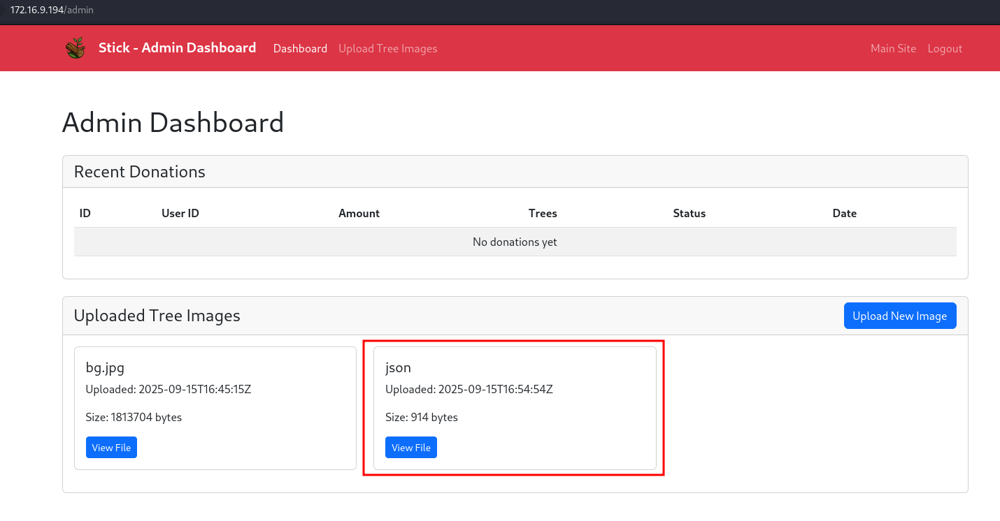 172.16.9.194/admin
Stick - Admin Dashboard Dashboard Upload Tree Images Main Site Logout
Admin Dashboard
Recent Donations
ID User ID Amount Trees Status Date
No donations yet
Uploaded Tree Images Upload New Image
bg.jpg
Uploaded: 2025-09-15T16:45:15Z
Size: 1813704 bytes
View File
json
Uploaded: 2025-09-15T16:54:54Z
Size: 914 bytes
View File